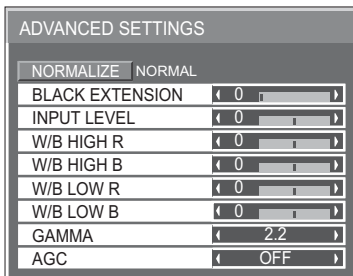 ADVANCED SETTINGS
NORMALIZE NORMAL
BLACK EXTENSION 0
INPUT LEVEL 0
W/B HIGH R 0
W/B HIGH B 0
W/B LOW R 0
W/B LOW B 0
GAMMA 2.2
AGC OFF